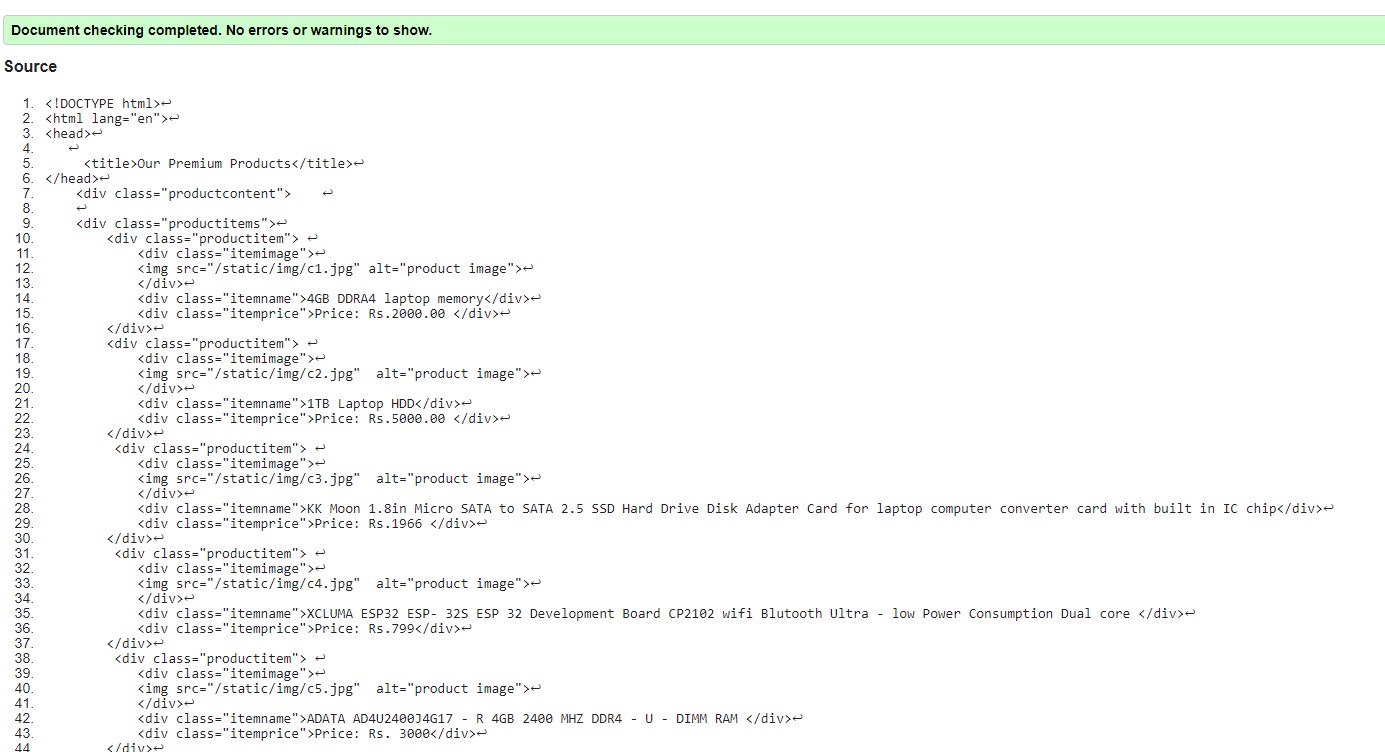 Document checking completed. No errors or warnings to show.
Source
1. <!DOCTYPE html>↩
2. <html lang="en">↩
3. <head>↩
4. ↩
5. <title>Our Premium Products</title>↩
6. </head>↩
7. <div class="productcontent"> ↩
8. ↩
9. <div class="productitems">↩
10. <div class="productitem"> ↩
11. <div class="itemimage">↩
12. <img src="/static/img/c1.jpg" alt="product image">↩
13. </div>↩
14. <div class="itemname">4GB DDRA4 laptop memory</div>↩
15. <div class="itemprice">Price: Rs.2000.00 </div>↩
16. </div>↩
17. <div class="productitem"> ↩
18. <div class="itemimage">↩
19. <img src="/static/img/c2.jpg"  alt="product image">↩
20. </div>↩
21. <div class="itemname">1TB Laptop HDD</div>↩
22. <div class="itemprice">Price: Rs.5000.00 </div>↩
23. </div>↩
24. <div class="productitem"> ↩
25. <div class="itemimage">↩
26. <img src="/static/img/c3.jpg"  alt="product image">↩
27. </div>↩
28. <div class="itemname">KK Moon 1.8in Micro SATA to SATA 2.5 SSD Hard Drive Disk Adapter Card for laptop computer converter card with built in IC chip</div>↩
29. <div class="itemprice">Price: Rs.1966 </div>↩
30. </div>↩
31. <div class="productitem"> ↩
32. <div class="itemimage">↩
33. <img src="/static/img/c4.jpg"  alt="product image">↩
34. </div>↩
35. <div class="itemname">XCLUMA ESP32 ESP- 32S ESP 32 Development Board CP2102 wifi Blutooth Ultra - low Power Consumption Dual core </div>↩
36. <div class="itemprice">Price: Rs.799</div>↩
37. </div>↩
38. <div class="productitem"> ↩
39. <div class="itemimage">↩
40. <img src="/static/img/c5.jpg"  alt="product image">↩
41. </div>↩
42. <div class="itemname">ADATA AD4U2400J4G17 - R 4GB 2400 MHZ DDR4 - U - DIMM RAM </div>↩
43. <div class="itemprice">Price: Rs. 3000</div>↩
44. </div>↩